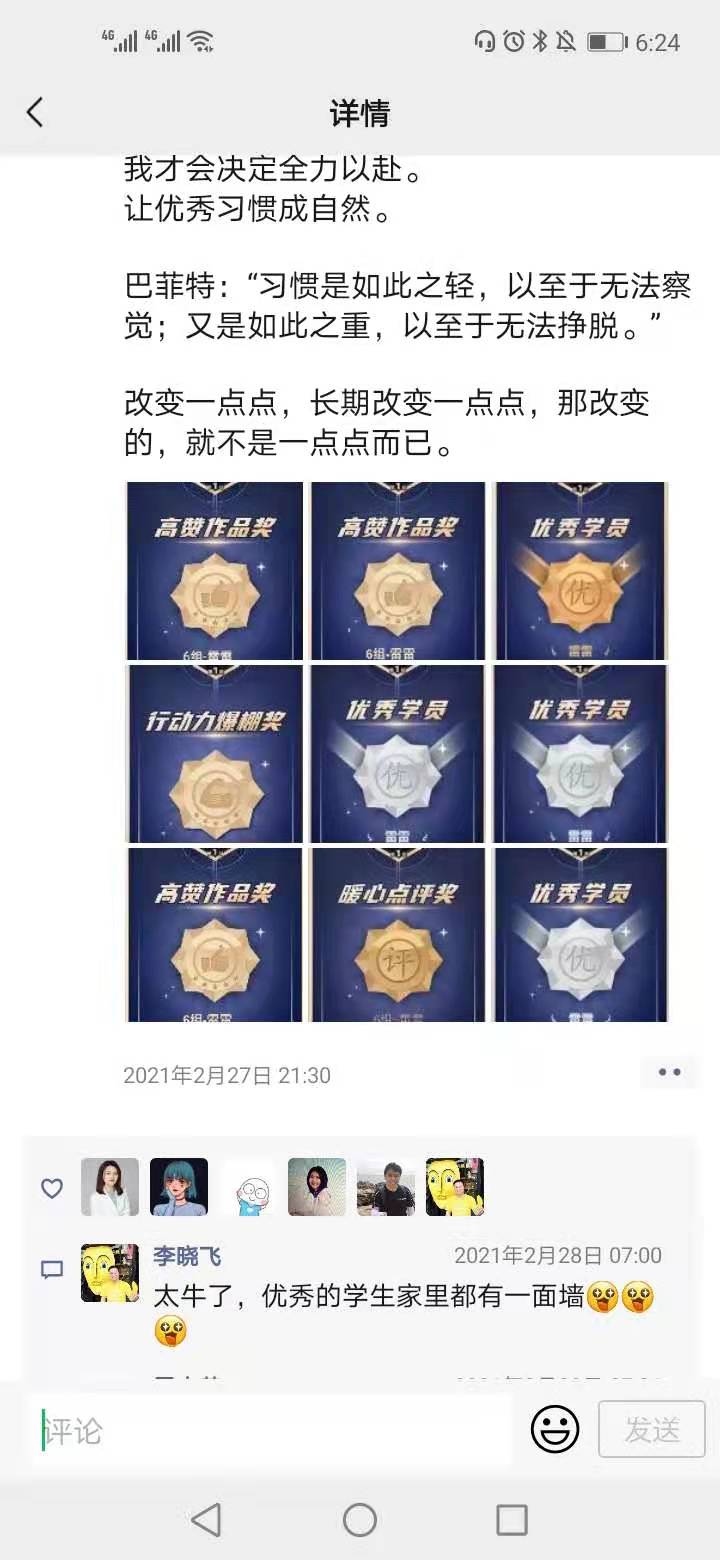 4G 4G 6:24
详情
我才会决定全力以赴。
让优秀习惯成自然。
巴菲特：“习惯是如此之轻，以至于无法察
觉；又是如此之重，以至于无法挣脱。”
改变一点点，长期改变一点点，那改变
的，就不是一点点而已。
高赞作品奖 高赞作品奖 优秀学员
优
6组-雷雷 6组-雷雷 雷雷
行动力爆棚奖 优秀学员 优秀学员
优 优
雷雷 雷雷
高赞作品奖 暖心点评奖 优秀学员
评 优
6组-雷雷 6组-雷雷 雷雷
2021年2月27日 21:30
李晓飞 2021年2月28日 07:00
太牛了，优秀的学生家里都有一面墙
评论 发送